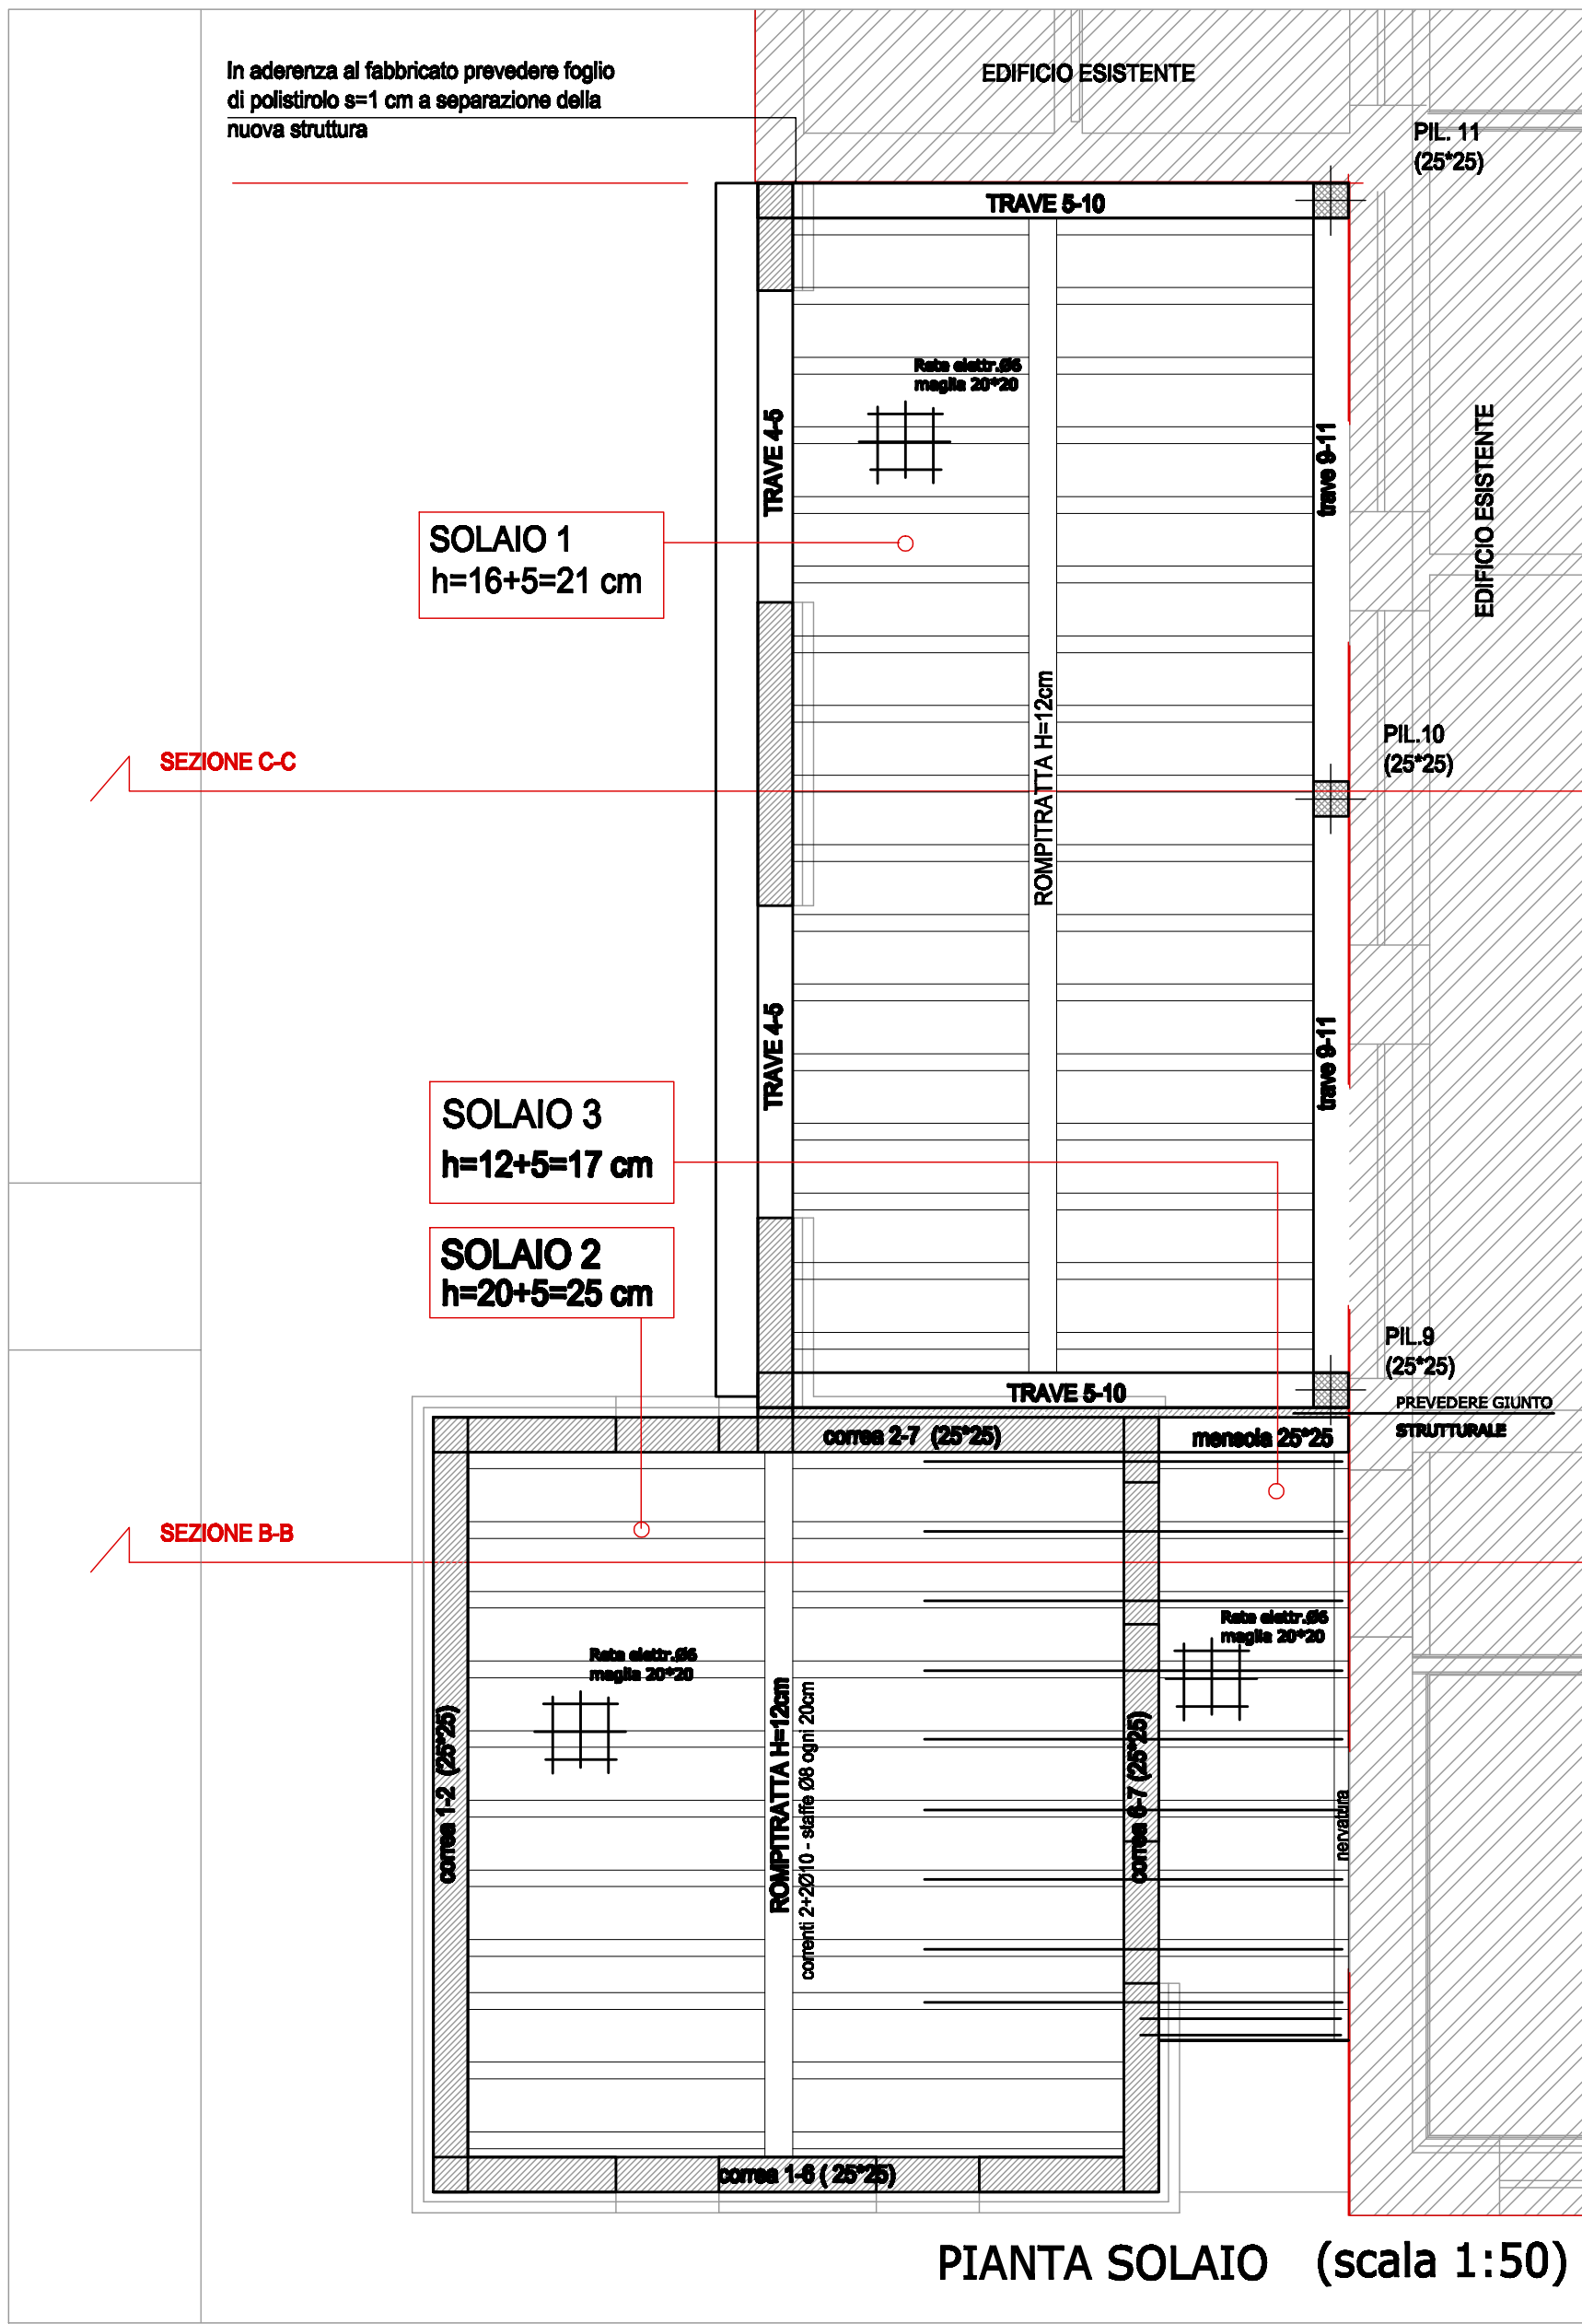 In aderenza al fabbricato prevedere foglio
di polistirolo s=1 cm a separazione della
nuova struttura
EDIFICIO ESISTENTE
PIL. 11
(25*25)
TRAVE 5-10
Rete elettr.Ø6
maglia 20*20
TRAVE 4-5
trave 9-11
EDIFICIO ESISTENTE
SOLAIO 1
h=16+5=21 cm
ROMPITRATTA H=12cm
SEZIONE C-C
PIL.10
(25*25)
TRAVE 4-5
trave 9-11
SOLAIO 3
h=12+5=17 cm
SOLAIO 2
h=20+5=25 cm
PIL.9
(25*25)
TRAVE 5-10
PREVEDERE GIUNTO
STRUTTURALE
correa 2-7 (25*25)
mensola 25*25
SEZIONE B-B
Rete elettr.Ø6
maglia 20*20
Rete elettr.Ø6
maglia 20*20
correa 1-2 (25*25)
ROMPITRATTA H=12cm
correnti 2+2Ø10 - staffe Ø8 ogni 20cm
correa 6-7 (25*25)
nervatura
correa 1-6 ( 25*25)
PIANTA SOLAIO (scala 1:50)